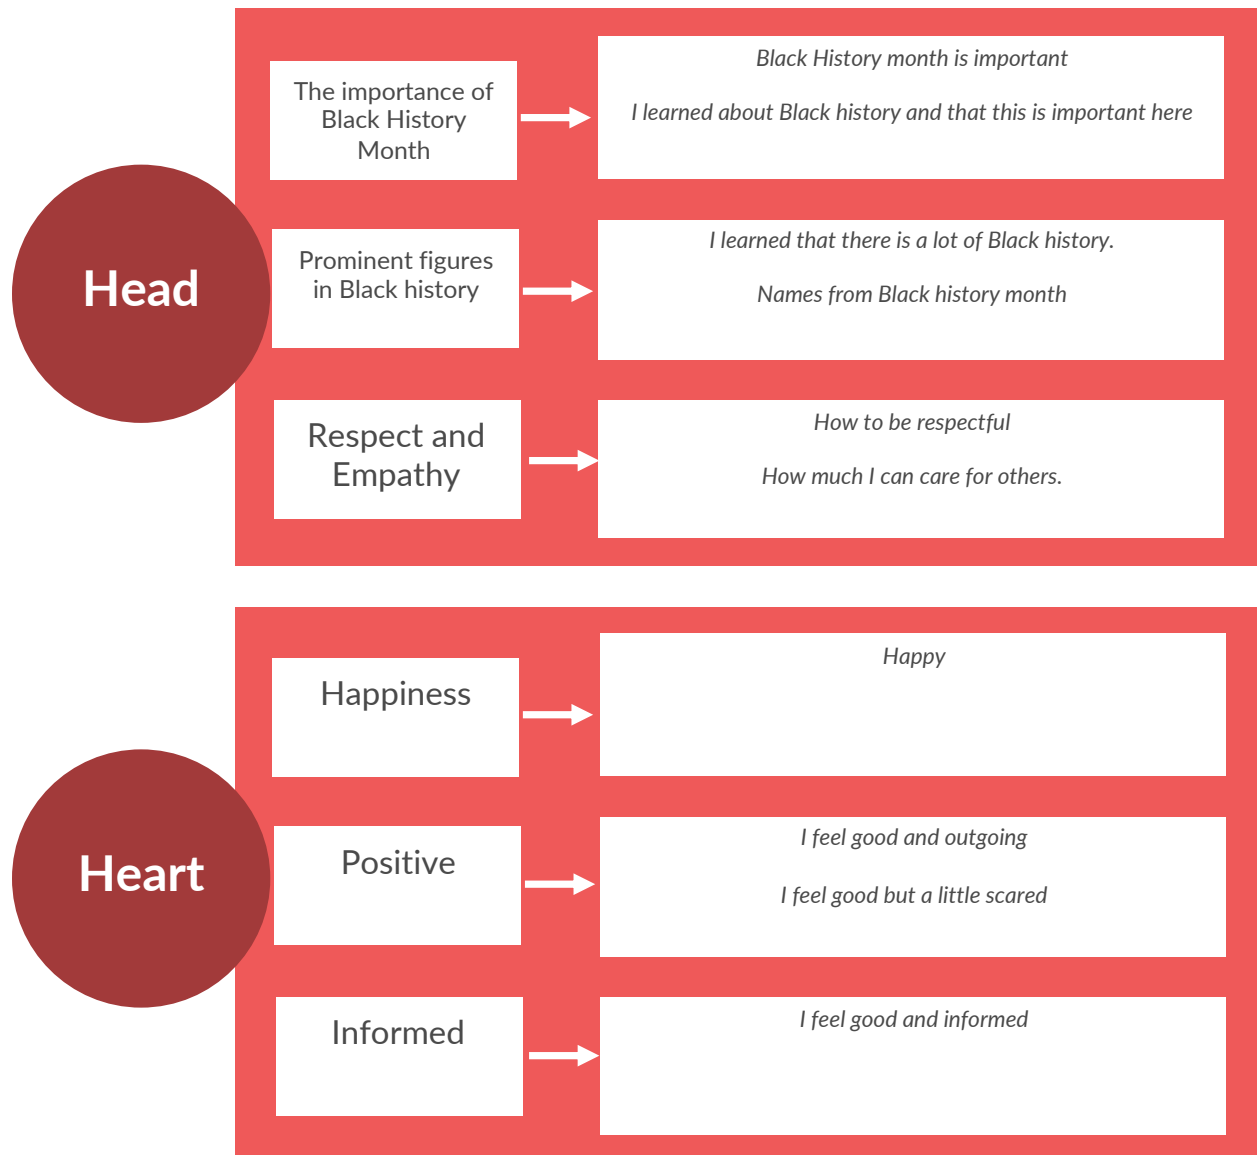 Head
The importance of
Black History
Month
Black History month is important
I learned about Black history and that this is important here
Prominent figures
in Black history
I learned that there is a lot of Black history.
Names from Black history month
Respect and
Empathy
How to be respectful
How much I can care for others.
Heart
Happiness
Happy
Positive
I feel good and outgoing
I feel good but a little scared
Informed
I feel good and informed